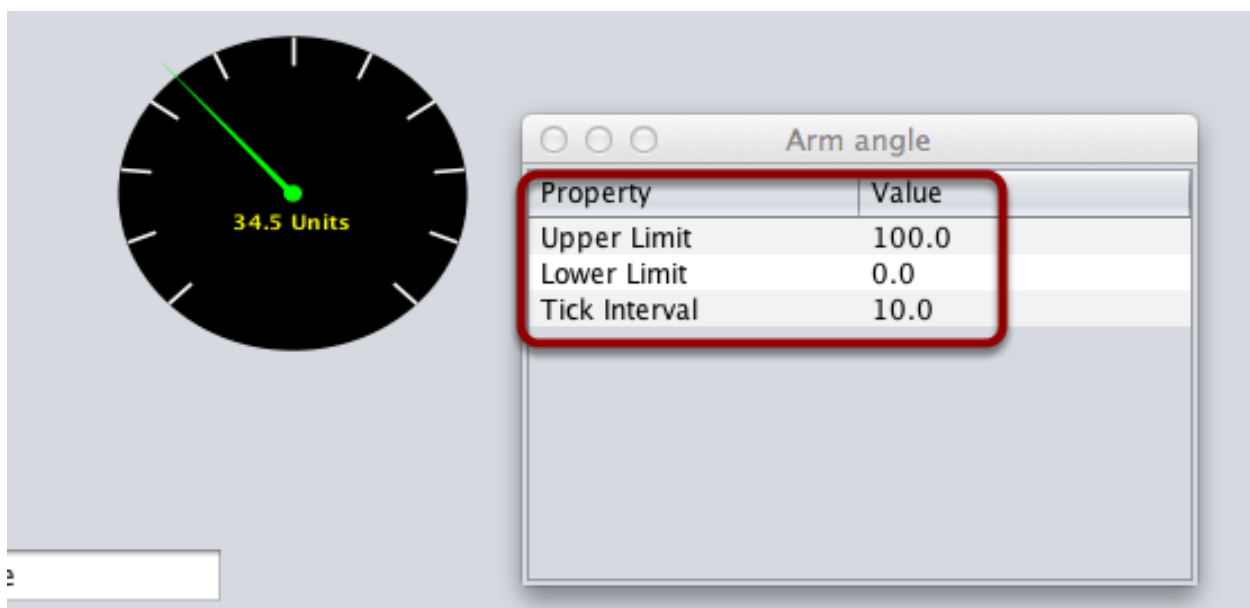 34.5 Units
Arm angle
Property Value
Upper Limit 100.0
Lower Limit 0.0
Tick Interval 10.0
e